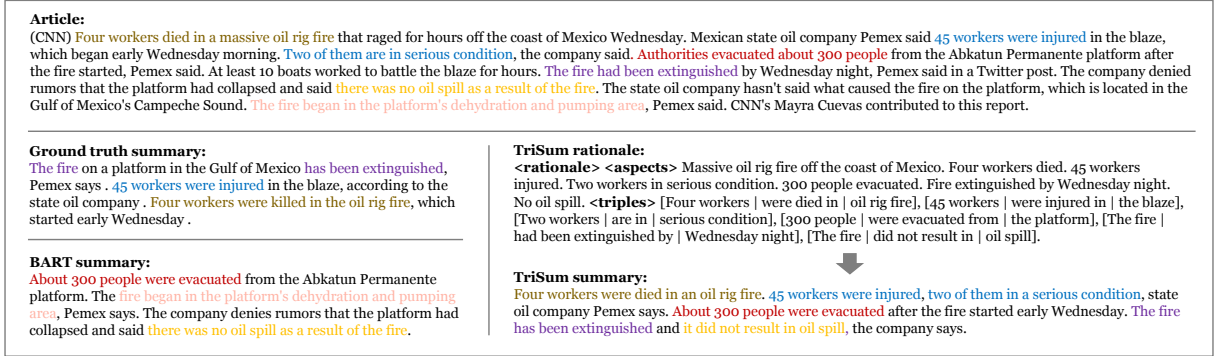 Article:
(CNN) Four workers died in a massive oil rig fire that raged for hours off the coast of Mexico Wednesday. Mexican state oil company Pemex said 45 workers were injured in the blaze,
which began early Wednesday morning. Two of them are in serious condition, the company said. Authorities evacuated about 300 people from the Abkatun Permanente platform after
the fire started, Pemex said. At least 10 boats worked to battle the blaze for hours. The fire had been extinguished by Wednesday night, Pemex said in a Twitter post. The company denied
rumors that the platform had collapsed and said there was no oil spill as a result of the fire. The state oil company hasn't said what caused the fire on the platform, which is located in the
Gulf of Mexico's Campeche Sound. The fire began in the platform's dehydration and pumping area, Pemex said. CNN's Mayra Cuevas contributed to this report.
Ground truth summary:
The fire on a platform in the Gulf of Mexico has been extinguished,
Pemex says . 45 workers were injured in the blaze, according to the
state oil company . Four workers were killed in the oil rig fire, which
started early Wednesday .
BART summary:
About 300 people were evacuated from the Abkatun Permanente
platform. The fire began in the platform's dehydration and pumping
area, Pemex says. The company denies rumors that the platform had
collapsed and said there was no oil spill as a result of the fire.
TriSum rationale:
<rationale> <aspects> Massive oil rig fire off the coast of Mexico. Four workers died. 45 workers
injured. Two workers in serious condition. 300 people evacuated. Fire extinguished by Wednesday night.
No oil spill. <triples> [Four workers | were died in | oil rig fire], [45 workers | were injured in | the blaze],
[Two workers | are in | serious condition], [300 people | were evacuated from | the platform], [The fire |
had been extinguished by | Wednesday night], [The fire | did not result in | oil spill].
TriSum summary:
Four workers were died in an oil rig fire. 45 workers were injured, two of them in a serious condition, state
oil company Pemex says. About 300 people were evacuated after the fire started early Wednesday. The fire
has been extinguished and it did not result in oil spill, the company says.